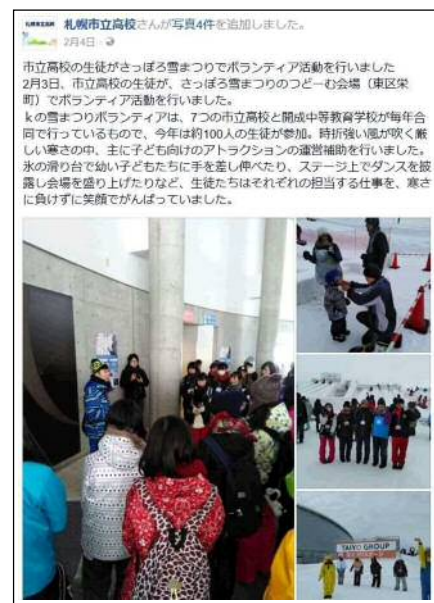 札幌市立高校さんが写真4件を追加しました。
2月4日
市立高校の生徒がさっぽろ雪まつりでボランティア活動を行いました
2月3日、市立高校の生徒が、さっぽろ雪まつりのつどーむ会場（東区栄
町）でボランティア活動を行いました。
kの雪まつりボランティアは、7つの市立高校と開成中等教育学校が毎年合
同で行っているもので、今年は約100人の生徒が参加。時折強い風が吹く厳
しい寒さの中、主に子ども向けのアトラクションの運営補助を行いました。
氷の滑り台で幼い子どもたちに手を差し伸べたり、ステージ上でダンスを披
露し会場を盛り上げたりなど、生徒たちはそれぞれの担当する仕事を、寒さ
に負けずに笑顔でがんばっていました。
TAIYO GROUP